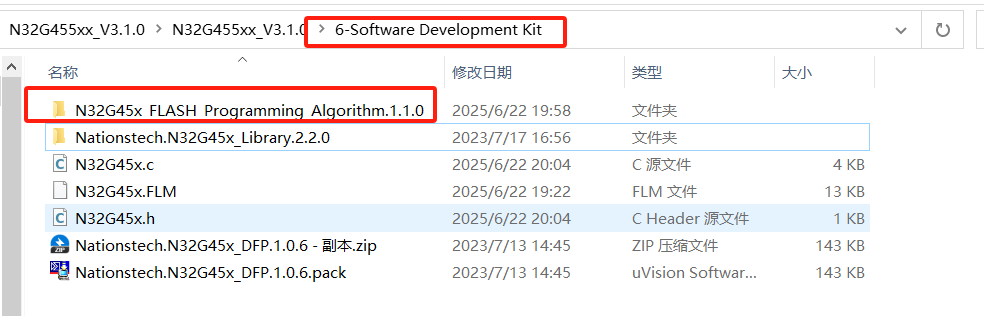 N32G455xx_V3.1.0 > N32G455xx_V3.1.0 > 6-Software Development Kit
名称 修改日期 类型 大小
N32G45x_FLASH_Programming_Algorithm.1.1.0 2025/6/22 19:58 文件夹
Nationstech.N32G45x_Library.2.2.0 2023/7/17 16:56 文件夹
N32G45x.c 2025/6/22 20:04 C 源文件 4 KB
N32G45x.FLM 2025/6/22 19:22 FLM 文件 13 KB
N32G45x.h 2025/6/22 20:04 C Header 源文件 1 KB
Nationstech.N32G45x_DFP.1.0.6 - 副本.zip 2023/7/13 14:45 ZIP 压缩文件 143 KB
Nationstech.N32G45x_DFP.1.0.6.pack 2023/7/13 14:45 uVision Softwar... 143 KB